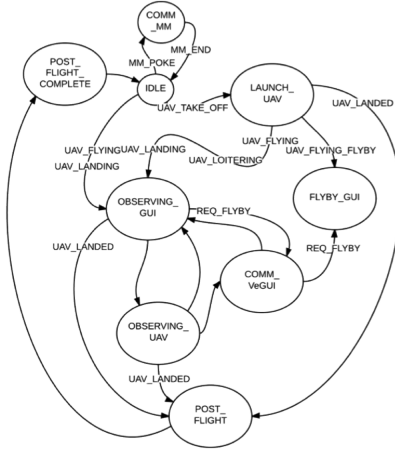 COMM
_MM
MM_END
MM_POKE
POST_
FLIGHT_
COMPLETE
IDLE
UAV_TAKE_OFF
LAUNCH_
UAV
UAV_LANDED
UAV_FLYING
UAV_LANDING
UAV_LANDING
UAV_FLYING
UAV_LOITERING
UAV_FLYING_FLYBY
OBSERVING_
GUI
REQ_FLYBY
FLYBY_GUI
UAV_LANDED
REQ_FLYBY
COMM_
VeGUI
OBSERVING_
UAV
UAV_LANDED
POST_
FLIGHT